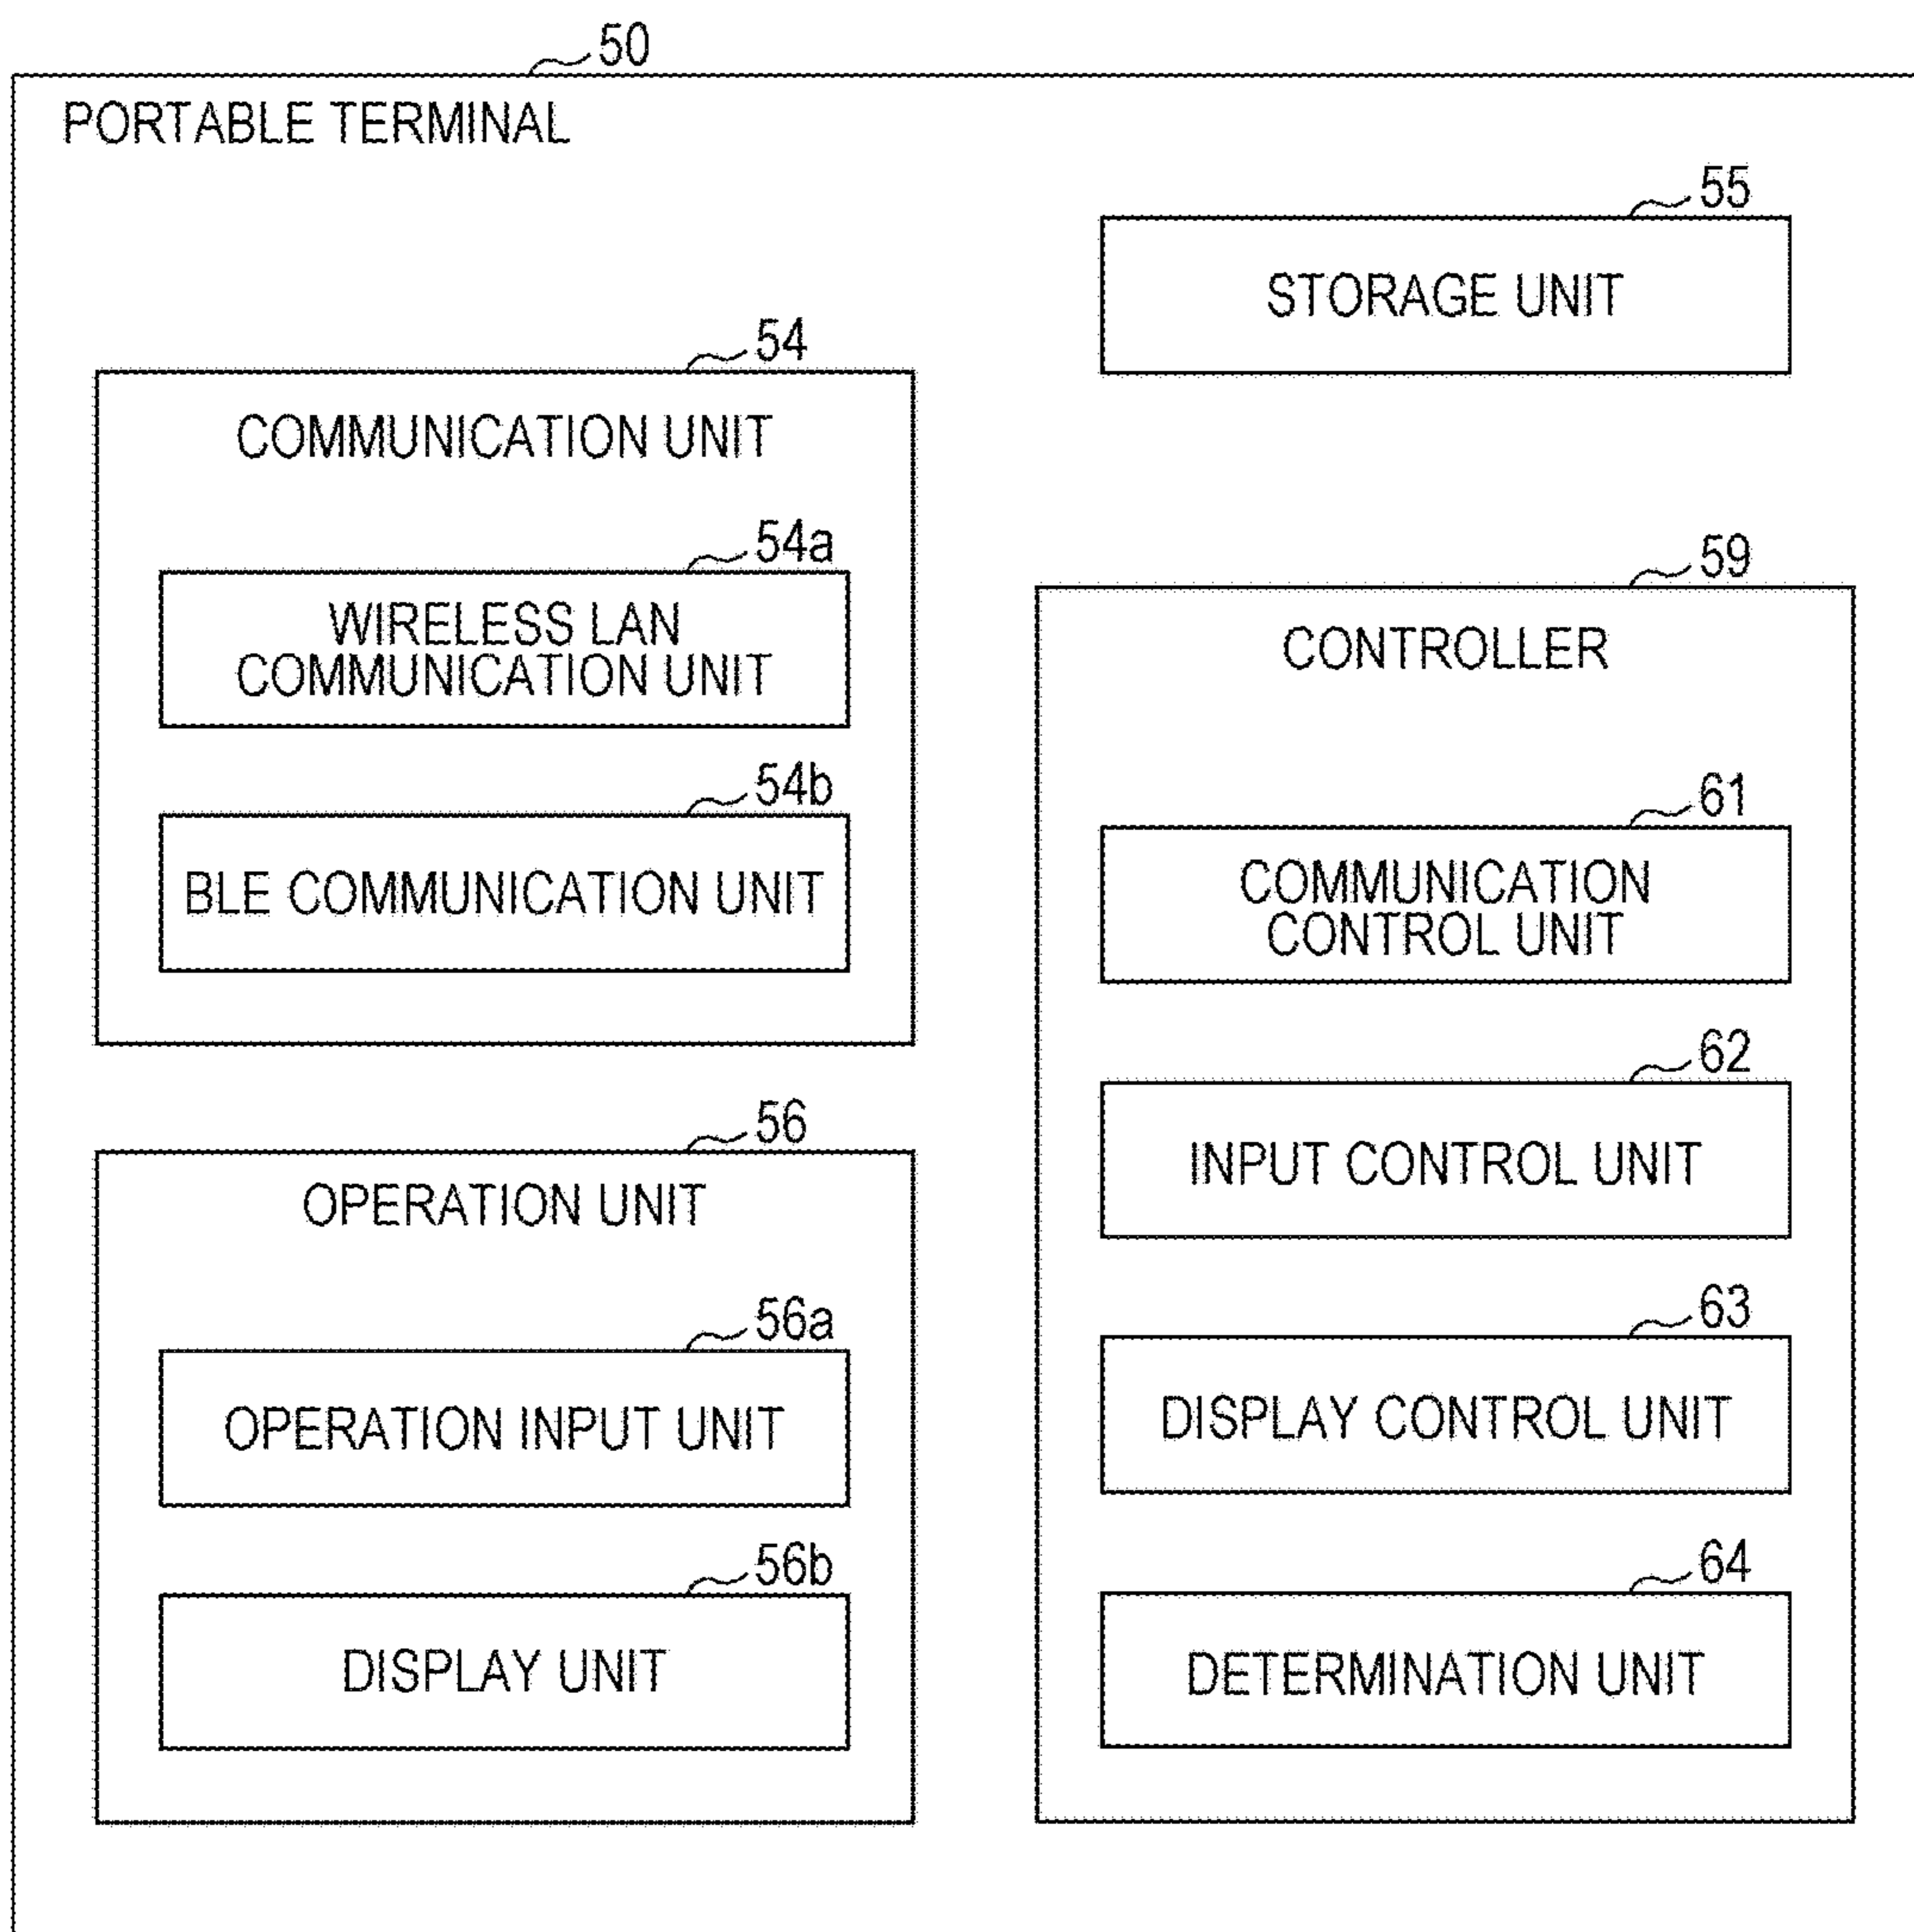 50
PORTABLE TERMINAL
54
COMMUNICATION UNIT
54a
WIRELESS LAN
COMMUNICATION UNIT
54b
BLE COMMUNICATION UNIT
56
OPERATION UNIT
56a
OPERATION INPUT UNIT
56b
DISPLAY UNIT
55
STORAGE UNIT
59
CONTROLLER
61
COMMUNICATION
CONTROL UNIT
62
INPUT CONTROL UNIT
63
DISPLAY CONTROL UNIT
64
DETERMINATION UNIT